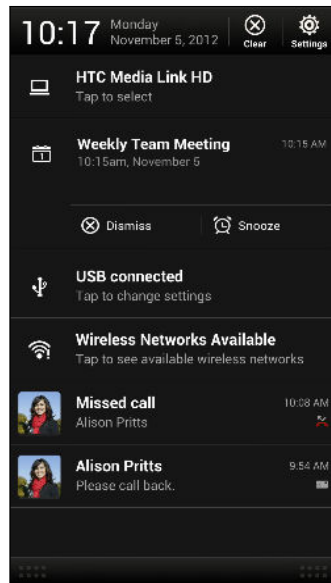 10:17
Monday
November 5, 2012
Clear
Settings
HTC Media Link HD
Tap to select
Weekly Team Meeting
10:15 AM
10:15am, November 5
1
Dismiss
Snooze
USB connected
Tap to change settings
Wireless Networks Available
Tap to see available wireless networks
Missed call
10:08 AM
Alison Pritts
Alison Pritts
9:54 AM
Please call back.